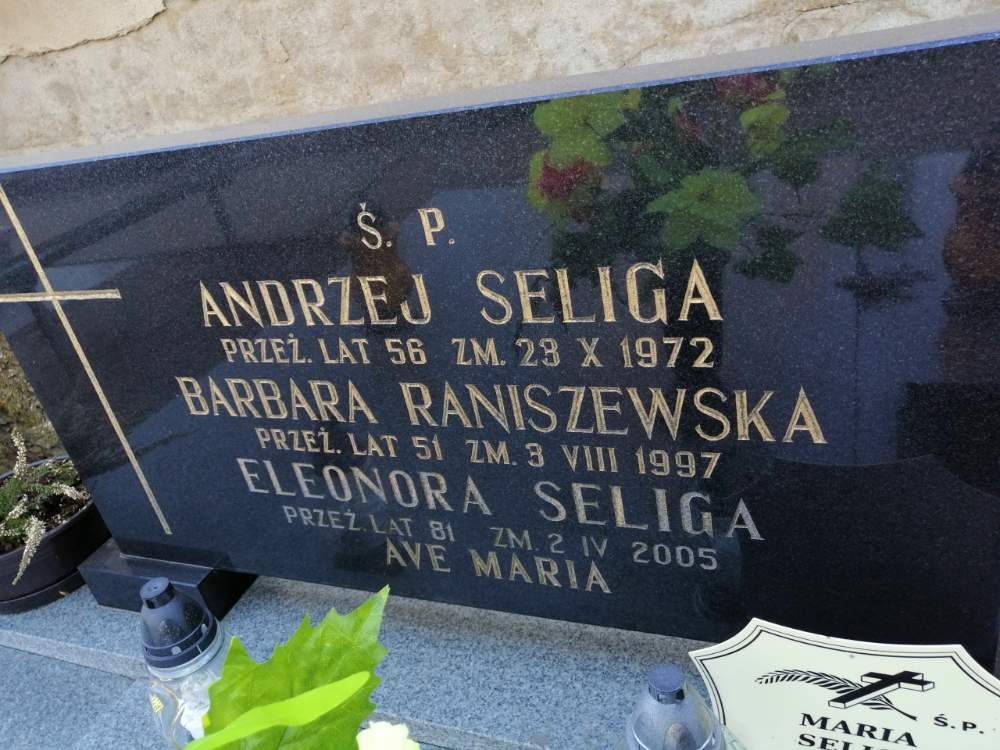 Ś. P.
ANDRZEJ SELIGA
PRZEŻ. LAT 56 ZM. 23 X 1972
BARBARA RANISZEWSKA
PRZEŻ. LAT 51 ZM. 3 VIII 1997
ELEONORA SELIGA
PRZEŻ. LAT 81 ZM. 2 IV 2005
AVE MARIA
Ś.P.
MARIA